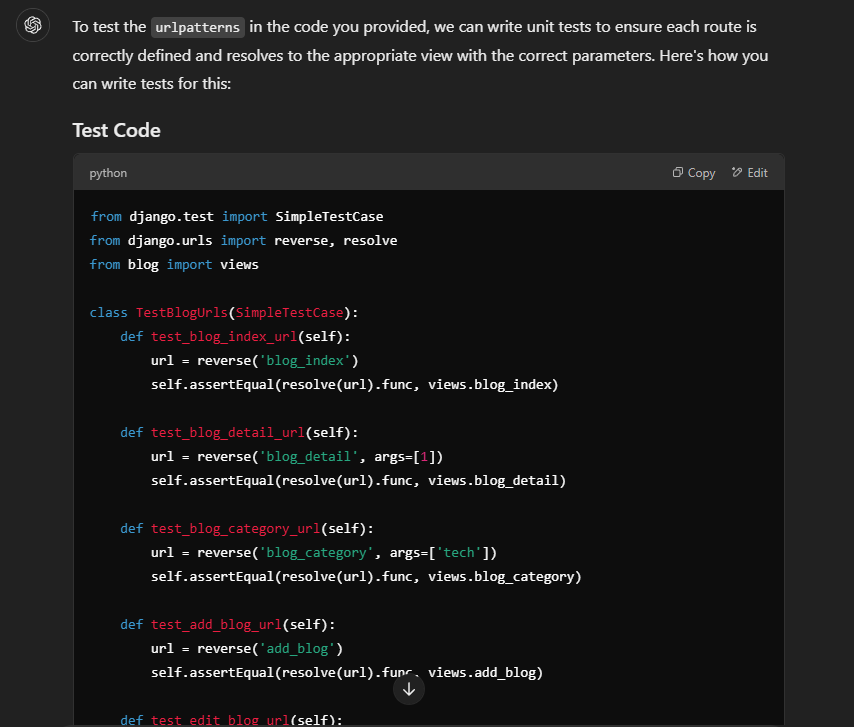 To test the urlpatterns in the code you provided, we can write unit tests to ensure each route is
correctly defined and resolves to the appropriate view with the correct parameters. Here's how you
can write tests for this:
Test Code
python Copy Edit
from django.test import SimpleTestCase
from django.urls import reverse, resolve
from blog import views
class TestBlogUrls(SimpleTestCase):
    def test_blog_index_url(self):
        url = reverse('blog_index')
        self.assertEqual(resolve(url).func, views.blog_index)
    def test_blog_detail_url(self):
        url = reverse('blog_detail', args=[1])
        self.assertEqual(resolve(url).func, views.blog_detail)
    def test_blog_category_url(self):
        url = reverse('blog_category', args=['tech'])
        self.assertEqual(resolve(url).func, views.blog_category)
    def test_add_blog_url(self):
        url = reverse('add_blog')
        self.assertEqual(resolve(url).func, views.add_blog)
    def test_edit_blog_url(self):